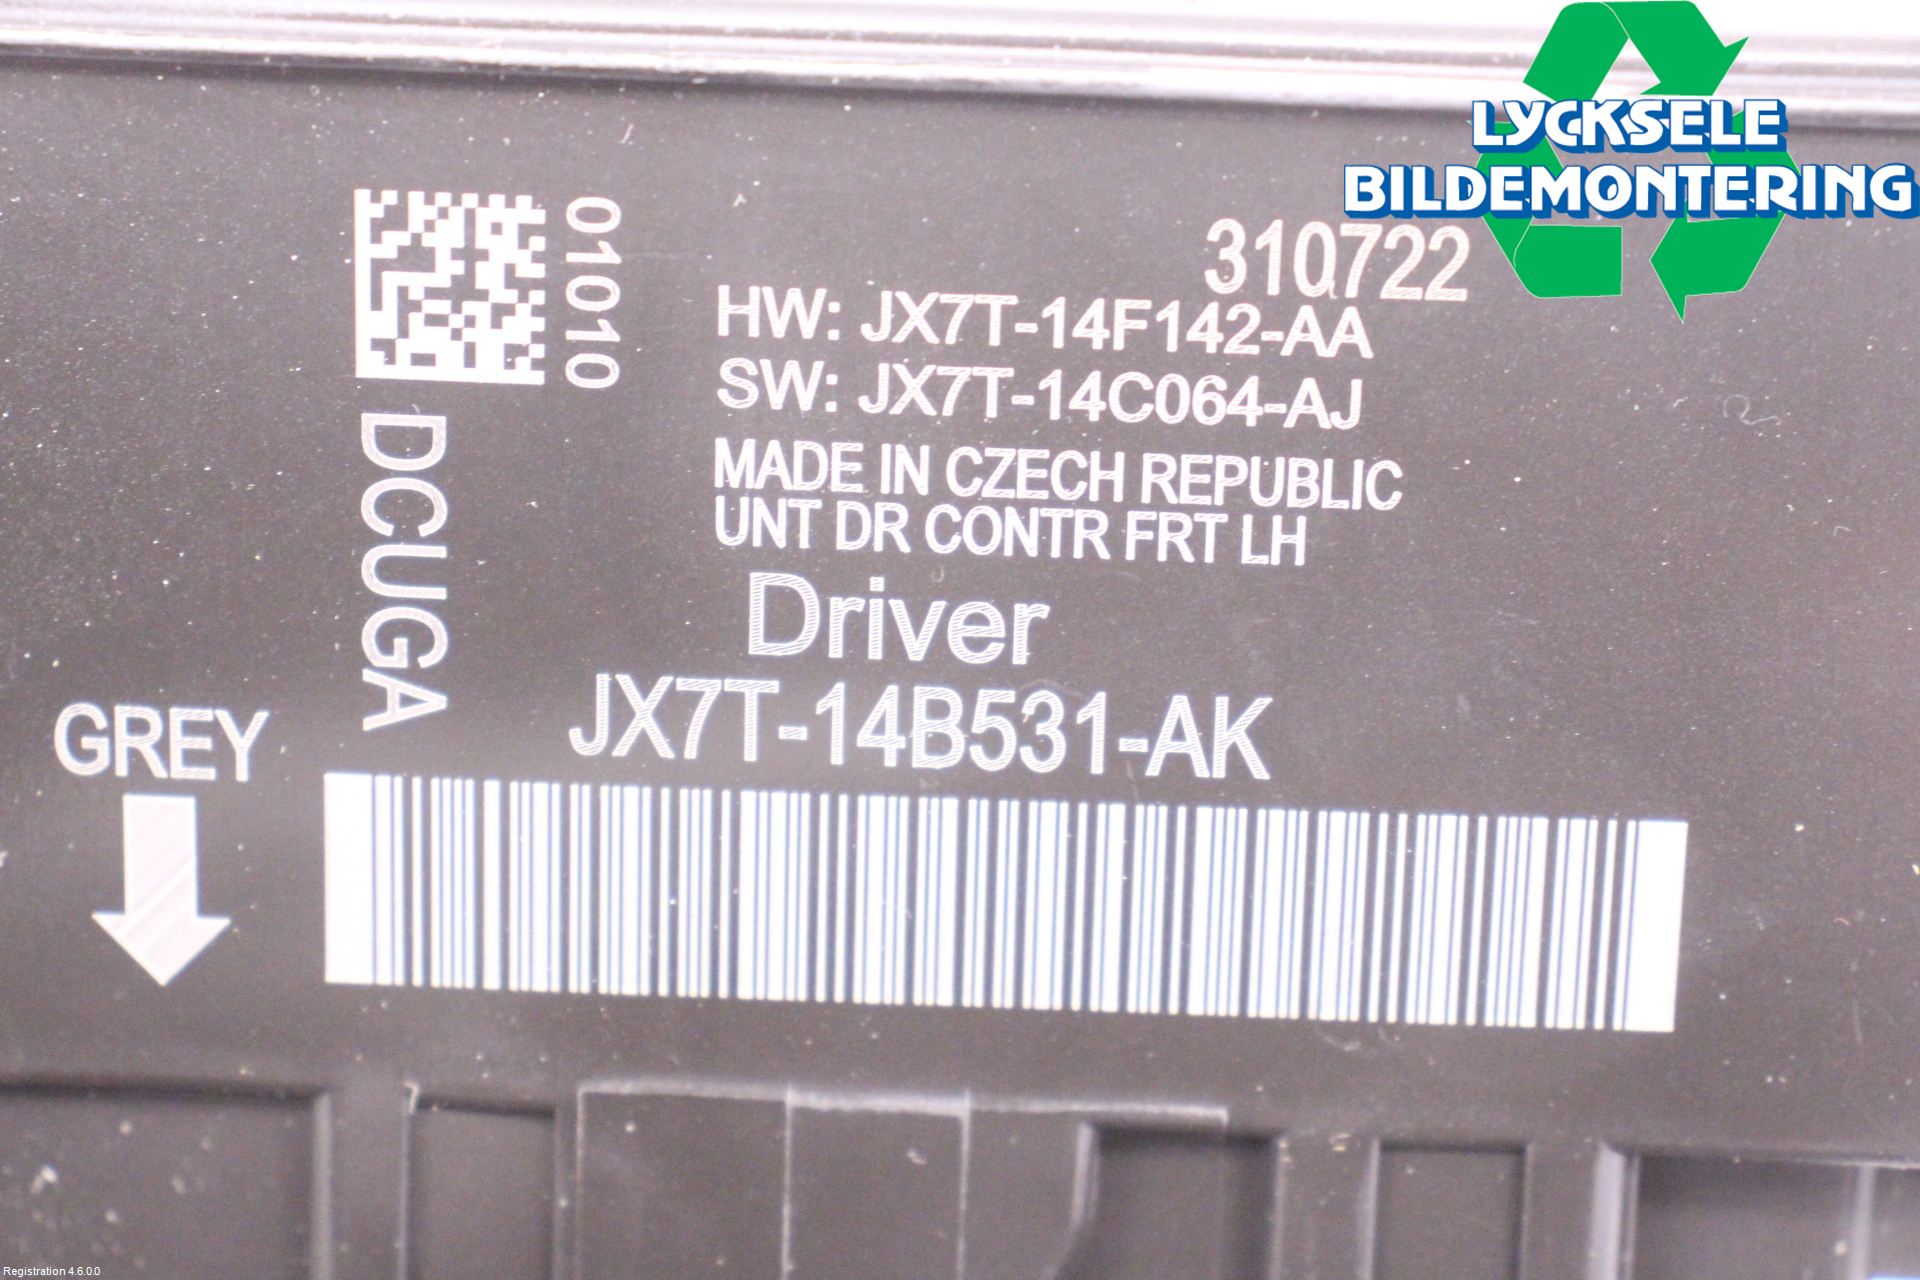 LYCKSELE
BILDEMONTERING
310722
HW: JX7T-14F142-AA
SW: JX7T-14C064-AJ
MADE IN CZECH REPUBLIC
UNT DR CONTR FRT LH
Driver
JX7T-14B531-AK
01010
DCUGA
GREY
Registration 4.6.0.0